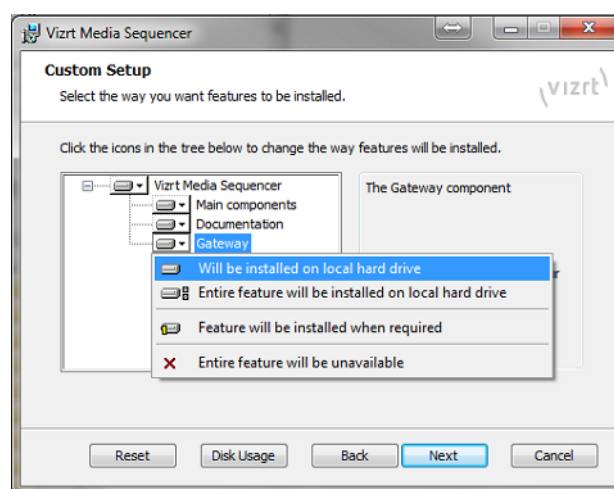 Vizrt Media Sequencer
Custom Setup
Select the way you want features to be installed.
vizrt
Click the icons in the tree below to change the way features will be installed.
Vizrt Media Sequencer
Main components
Documentation
Gateway
The Gateway component
Will be installed on local hard drive
Entire feature will be installed on local hard drive
Feature will be installed when required
Entire feature will be unavailable
Reset
Disk Usage
Back
Next
Cancel